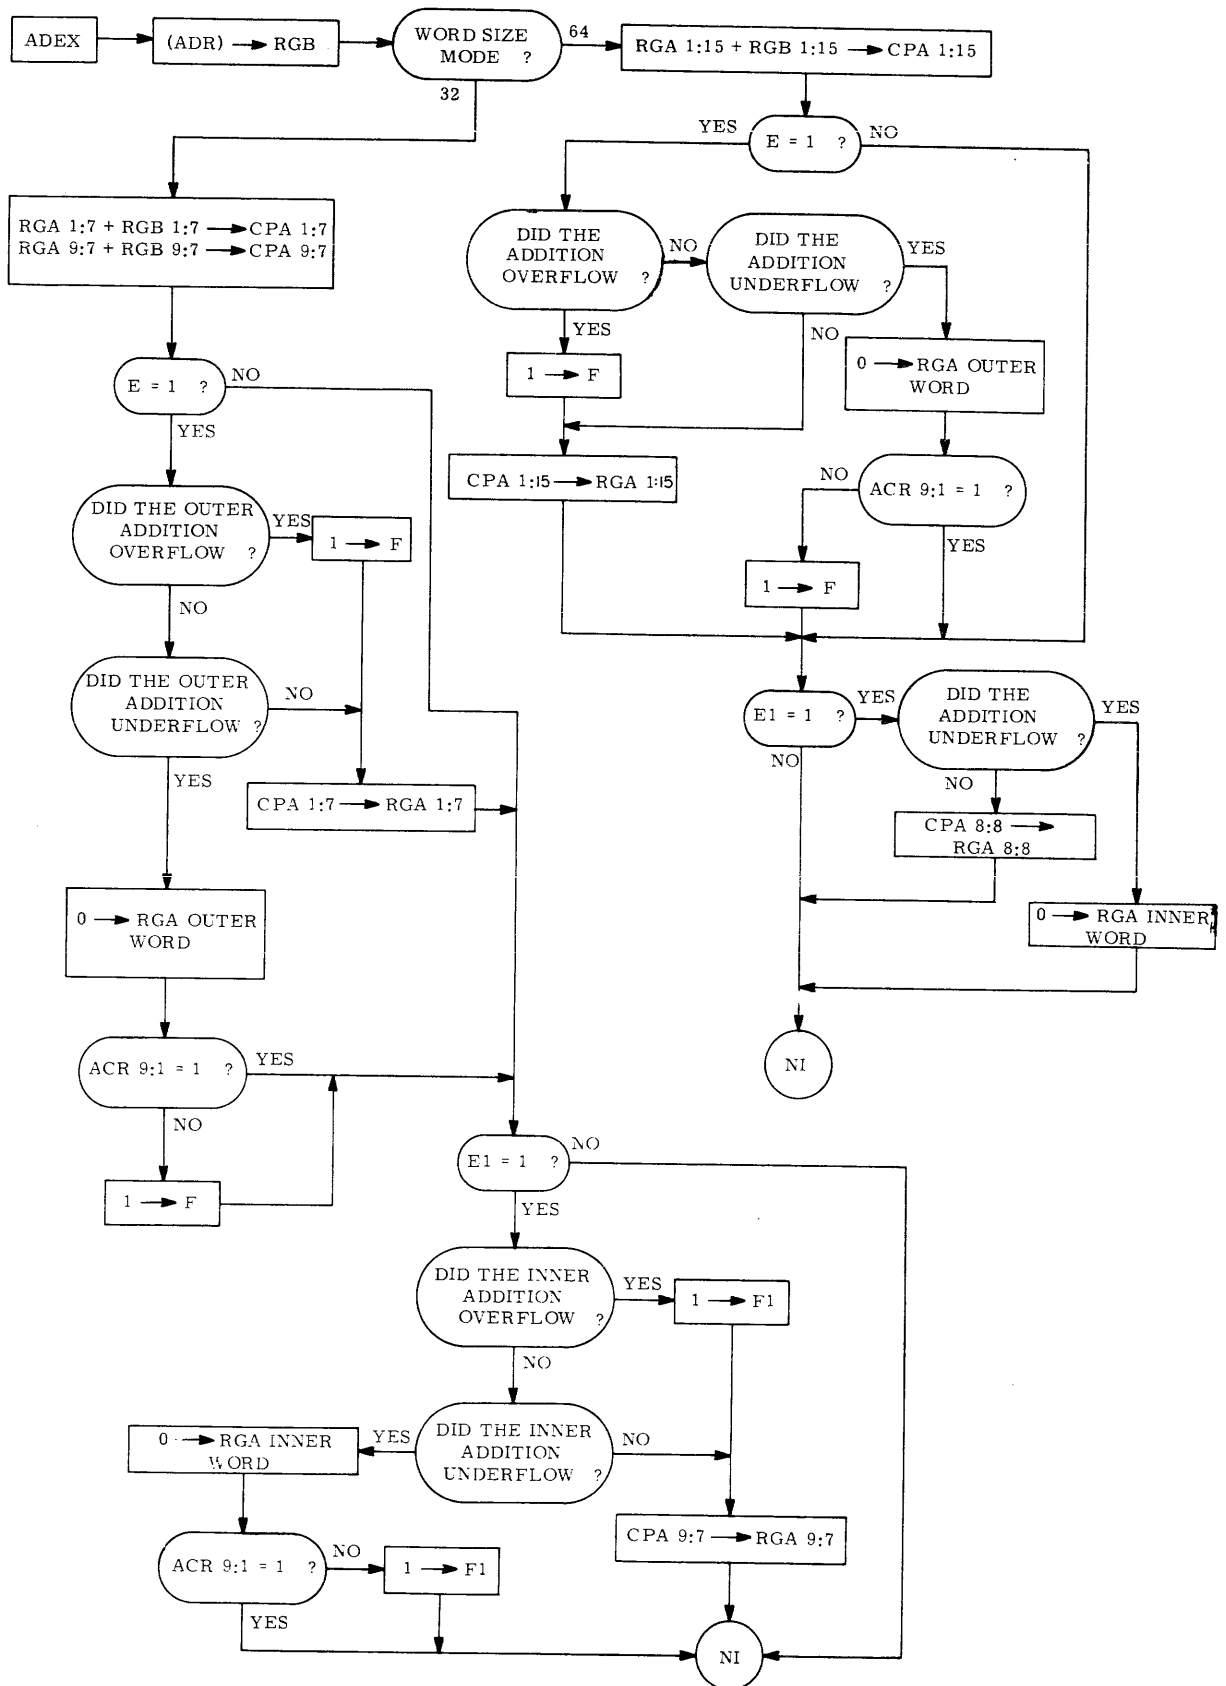 ADEX
(ADR) → RGB
WORD SIZE
MODE ?
64
32
RGA 1:15 + RGB 1:15 → CPA 1:15
E = 1 ?
YES
NO
DID THE
ADDITION
OVERFLOW ?
NO
YES
DID THE
ADDITION
UNDERFLOW ?
YES
NO
1 → F
0 → RGA OUTER
WORD
CPA 1:15 → RGA 1:15
ACR 9:1 = 1 ?
NO
YES
1 → F
E1 = 1 ?
YES
NO
DID THE
ADDITION
UNDERFLOW ?
YES
NO
CPA 8:8 →
RGA 8:8
0 → RGA INNER
WORD
NI
RGA 1:7 + RGB 1:7 → CPA 1:7
RGA 9:7 + RGB 9:7 → CPA 9:7
E = 1 ?
NO
YES
DID THE OUTER
ADDITION
OVERFLOW ?
YES
NO
1 → F
DID THE OUTER
ADDITION
UNDERFLOW ?
NO
YES
CPA 1:7 → RGA 1:7
0 → RGA OUTER
WORD
ACR 9:1 = 1 ?
YES
NO
1 → F
E1 = 1 ?
NO
YES
DID THE INNER
ADDITION
OVERFLOW ?
YES
NO
1 → F1
DID THE INNER
ADDITION
UNDERFLOW ?
YES
NO
0 → RGA INNER
WORD
CPA 9:7 → RGA 9:7
ACR 9:1 = 1 ?
NO
YES
1 → F1
NI